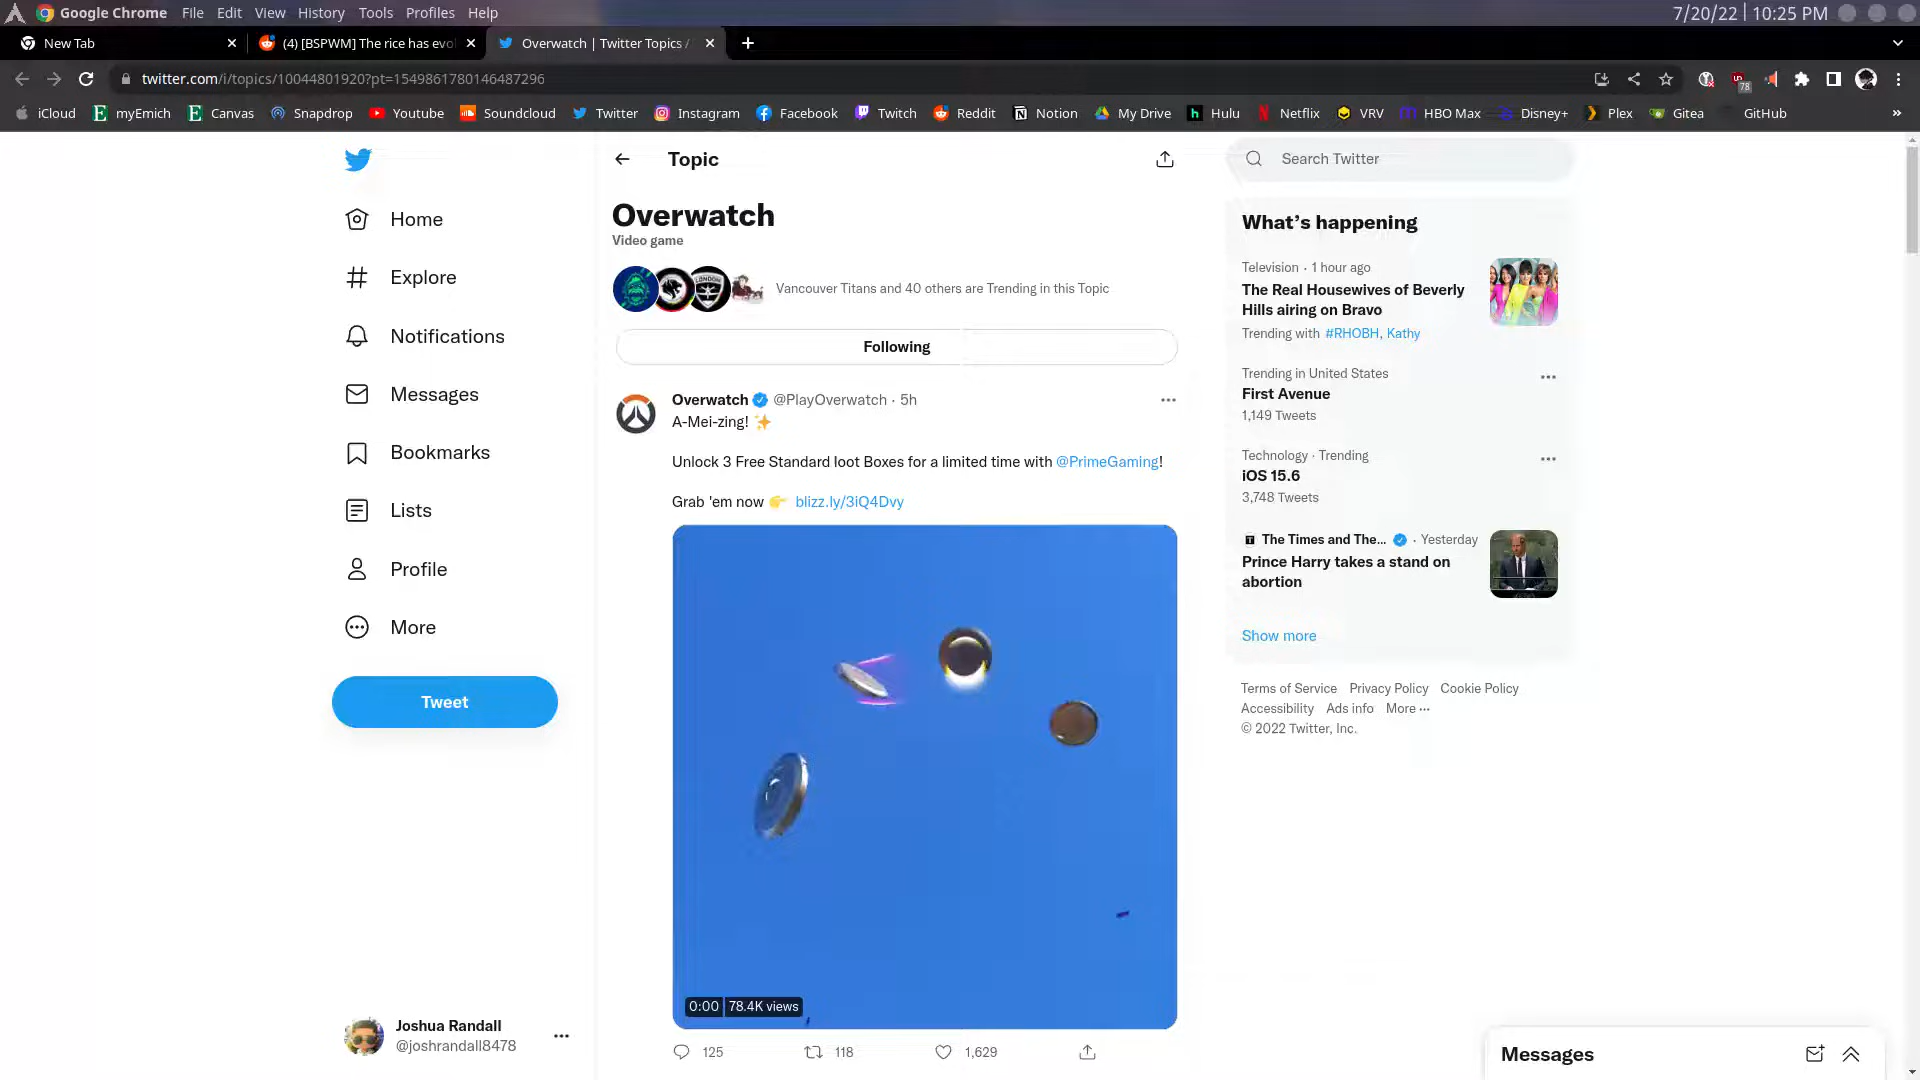 Google Chrome File Edit View History Tools Profiles Help
7/20/22 | 10:25 PM
New Tab
(4) [BSPWM] The rice has evol
Overwatch | Twitter Topics /
twitter.com/i/topics/10044801920?pt=1549861780146487296
78
iCloud myEmich Canvas Snapdrop Youtube Soundcloud Twitter Instagram Facebook Twitch Reddit Notion My Drive Hulu Netflix VRV HBO Max Disney+ Plex Gitea GitHub »
Home
Explore
Notifications
Messages
Bookmarks
Lists
Profile
More
Tweet
Joshua Randall
@joshrandall8478
Topic
Overwatch
Video game
LONDON
Vancouver Titans and 40 others are Trending in this Topic
Following
Overwatch @PlayOverwatch · 5h
A-Mei-zing! ✨
Unlock 3 Free Standard loot Boxes for a limited time with @PrimeGaming!
Grab 'em now 👉 blizz.ly/3iQ4Dvy
0:00 78.4K views
125 118 1,629
Search Twitter
What’s happening
Television · 1 hour ago
The Real Housewives of Beverly
Hills airing on Bravo
Trending with #RHOBH, Kathy
Trending in United States
First Avenue
1,149 Tweets
Technology · Trending
iOS 15.6
3,748 Tweets
The Times and The... · Yesterday
Prince Harry takes a stand on
abortion
Show more
Terms of Service Privacy Policy Cookie Policy
Accessibility Ads info More ···
© 2022 Twitter, Inc.
Messages